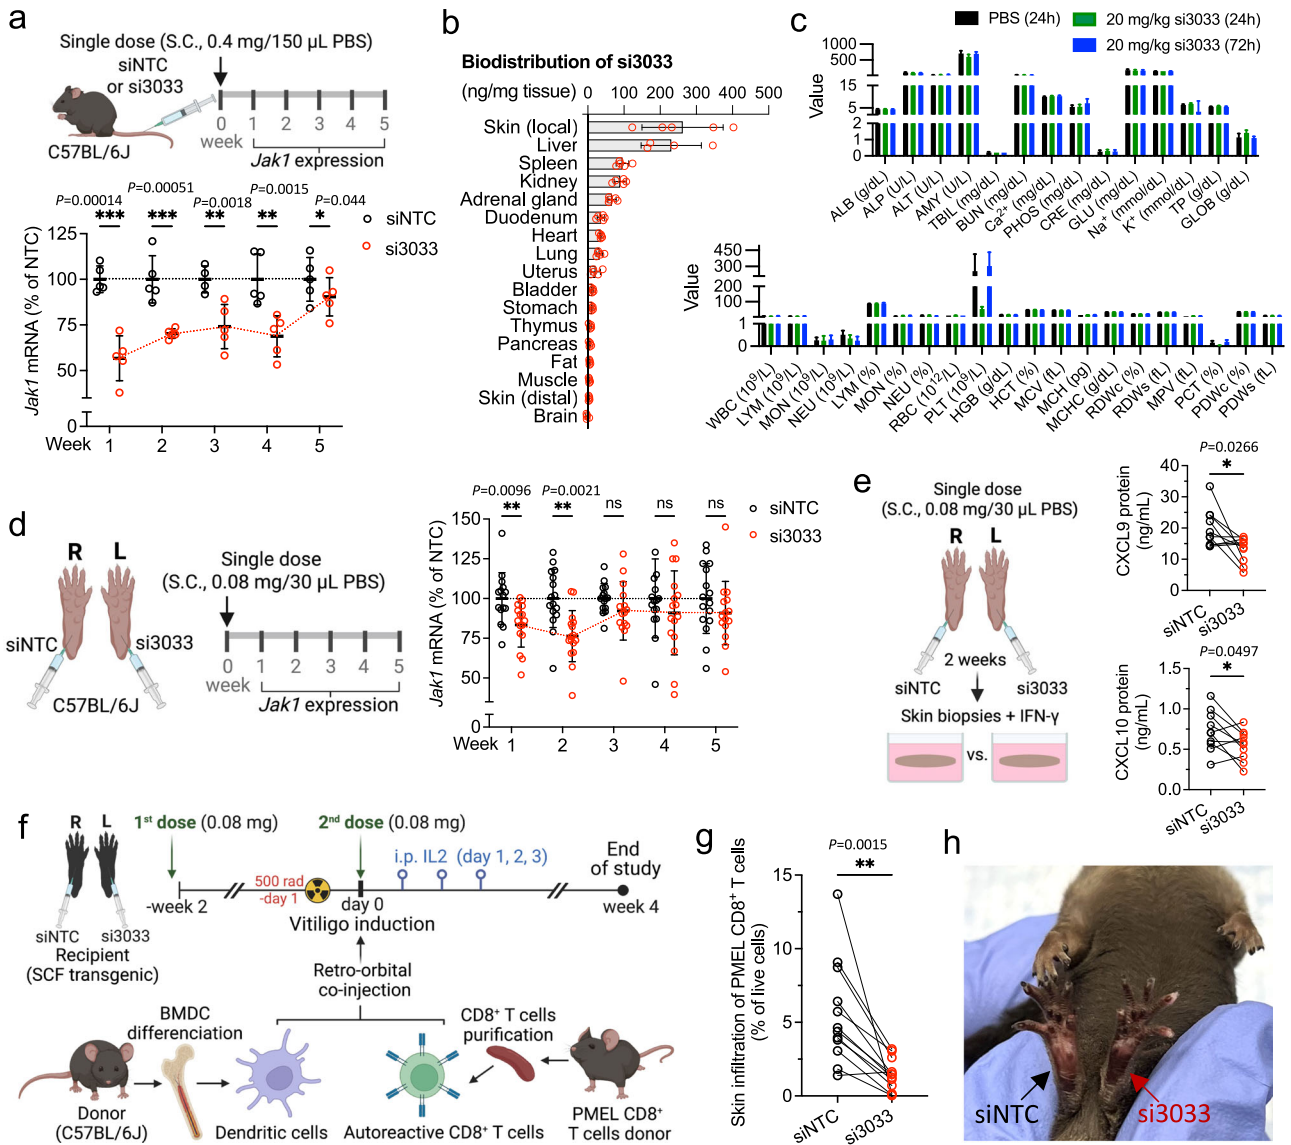 a
Single dose (S.C., 0.4 mg/150 µL PBS)
siNTC
or si3033
C57BL/6J
0 1 2 3 4 5
week
Jak1 expression
P=0.00014
P=0.00051
P=0.0018
P=0.0015
P=0.044
*** *** ** ** *
siNTC
si3033
Jak1 mRNA (% of NTC)
125
100
75
50
0
Week 1 2 3 4 5
b
Biodistribution of si3033
(ng/mg tissue)
0 100 200 300 400 500
Skin (local)
Liver
Spleen
Kidney
Adrenal gland
Duodenum
Heart
Lung
Uterus
Bladder
Stomach
Thymus
Pancreas
Fat
Muscle
Skin (distal)
Brain
c
PBS (24h)
20 mg/kg si3033 (24h)
20 mg/kg si3033 (72h)
Value
1000
500
15
5
2
1
0
ALB (g/dL)
ALP (U/L)
ALT (U/L)
AMY (U/L)
TBIL (mg/dL)
BUN (mg/dL)
Ca²⁺ (mg/dL)
PHOS (mg/dL)
CRE (mg/dL)
GLU (mg/dL)
Na⁺ (mmol/dL)
K⁺ (mmol/dL)
TP (g/dL)
GLOB (g/dL)
Value
450
300
200
100
1
0
WBC (10⁹/L)
LYM (10⁹/L)
MON (10⁹/L)
NEU (10⁹/L)
LYM (%)
MON (%)
NEU (%)
RBC (10¹²/L)
PLT (10⁹/L)
HGB (g/dL)
HCT (%)
MCV (fL)
MCH (pg)
MCHC (g/dL)
RDWc (%)
RDWs (fL)
MPV (fL)
PCT (%)
PDWc (%)
PDWs (fL)
d
R L
siNTC
si3033
C57BL/6J
Single dose
(S.C., 0.08 mg/30 µL PBS)
0 1 2 3 4 5
week
Jak1 expression
P=0.0096 P=0.0021
** ** ns ns ns
siNTC
si3033
Jak1 mRNA (% of NTC)
150
125
100
75
50
0
Week 1 2 3 4 5
e
Single dose
(S.C., 0.08 mg/30 µL PBS)
R L
2 weeks
siNTC si3033
Skin biopsies + IFN-γ
vs.
P=0.0266
*
CXCL9 protein
(ng/mL)
40
30
20
10
0
siNTC
si3033
P=0.0497
*
CXCL10 protein
(ng/mL)
1.5
1.0
0.5
0.0
siNTC
si3033
f
R L
siNTC si3033
Recipient
(SCF transgenic)
1st dose (0.08 mg)
2nd dose (0.08 mg)
i.p. IL2 (day 1, 2, 3)
End
of study
-week 2
500 rad
-day 1
day 0
week 4
Vitiligo induction
Retro-orbital
co-injection
BMDC
differenciation
CD8⁺ T cells
purification
Donor
(C57BL/6J)
Dendritic cells
Autoreactive CD8⁺ T cells
PMEL CD8⁺
T cells donor
g
P=0.0015
**
Skin infiltration of PMEL CD8⁺ T cells
(% of live cells)
15
10
5
0
siNTC
si3033
h
siNTC
si3033